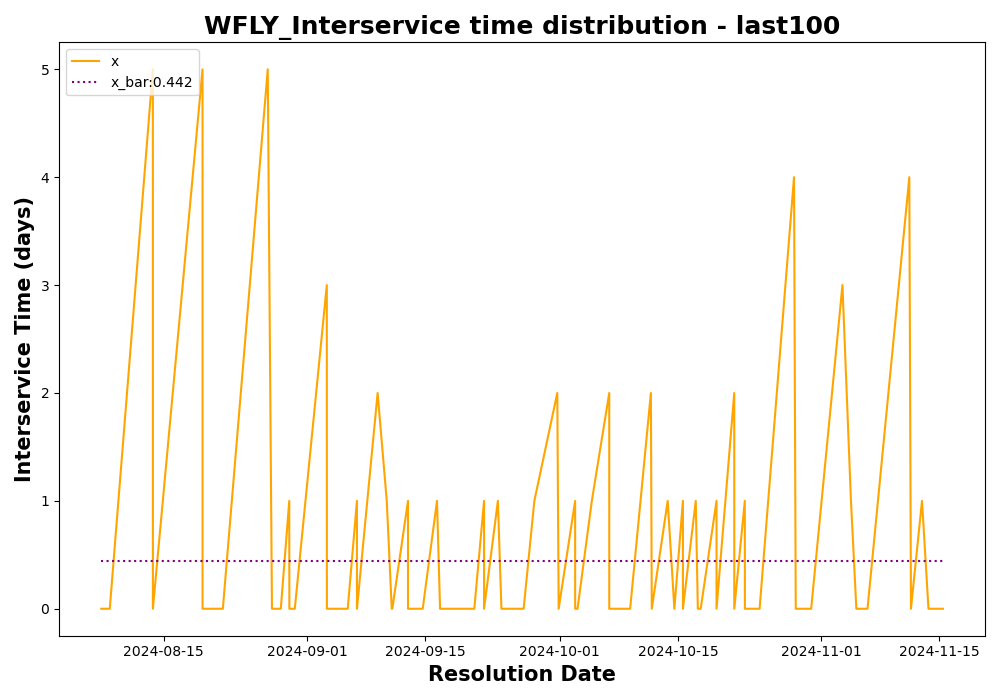 WFLY_Interservice time distribution - last100
x
x_bar:0.442
Interservice Time (days)
5
4
3
2
1
0
2024-08-15
2024-09-01
2024-09-15
2024-10-01
2024-10-15
2024-11-01
2024-11-15
Resolution Date